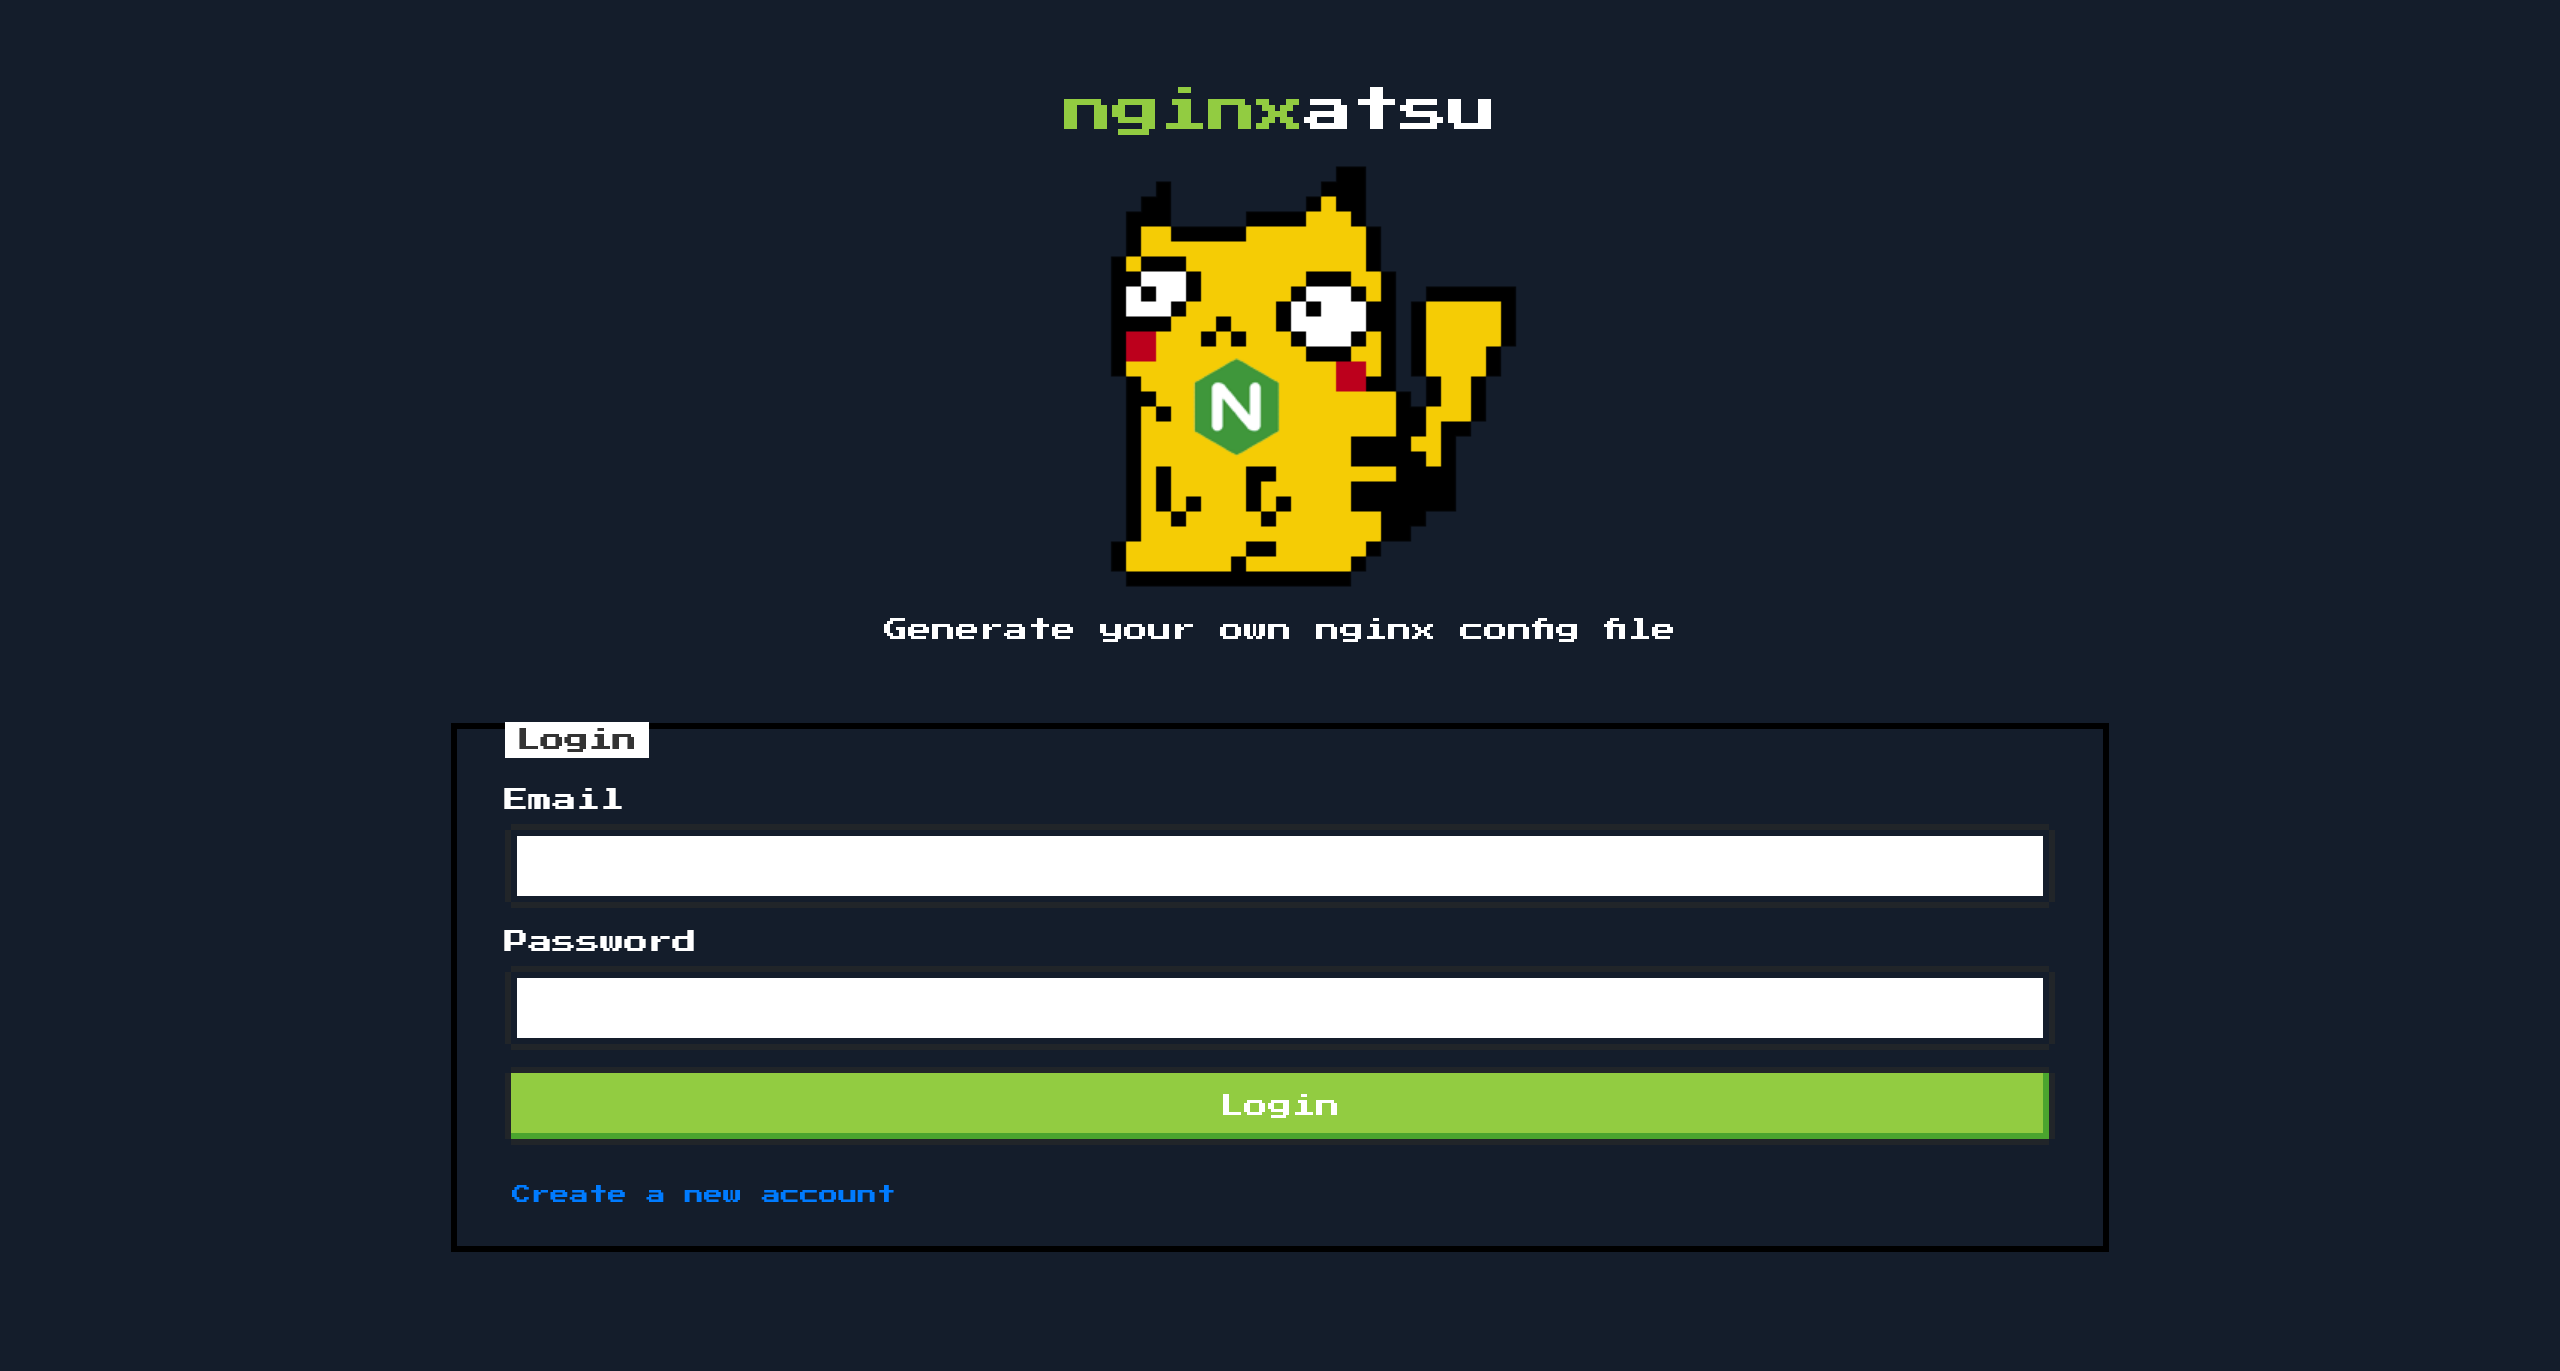 nginxatsu
N
Generate your own nginx config file
Login
Email
Password
Login
Create a new account